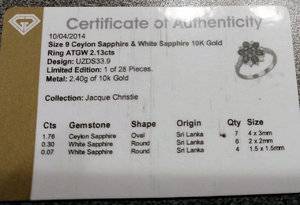 Certificate of Authenticity
10/04/2014
Size 9 Ceylon Sapphire & White Sapphire 10K Gold
Ring ATGW 2.13cts
Design: UZDS33.9
Limited Edition: 1 of 28 Pieces.
Metal: 2.40g of 10k Gold
Collection: Jacque Christie
Cts Gemstone Shape Origin Qty Size
1.76 Ceylon Sapphire Oval Sri Lanka 7 4 x 3mm
0.30 White Sapphire Round Sri Lanka 6 2 x 2mm
0.07 White Sapphire Round Sri Lanka 4 1.5 x 1.5mm